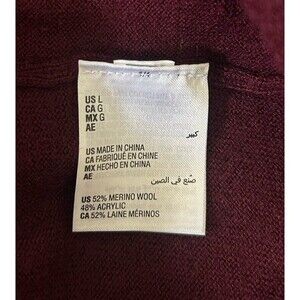 US L
CA G
MX G
AE
كبير
US MADE IN CHINA
CA FABRIQUÉ EN CHINE
MX HECHO EN CHINA
AE
صنع في الصين
US 52% MERINO WOOL
48% ACRYLIC
CA 52% LAINE MÉRINOS